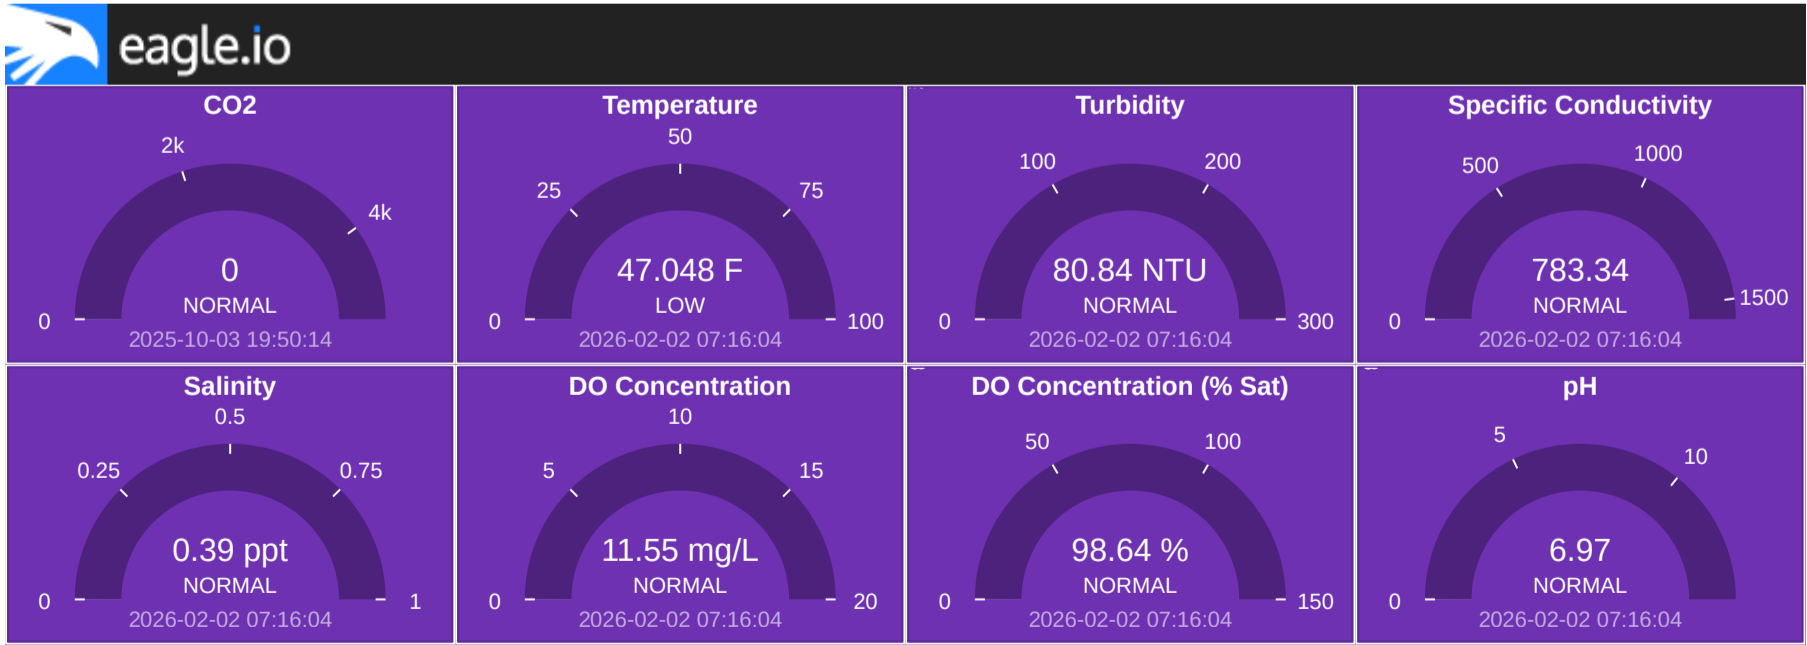 eagle.io
CO2
2k
4k
0
0
NORMAL
2025-10-03 19:50:14
Temperature
50
25
75
47.048 F
LOW
0
100
2026-02-02 07:16:04
Turbidity
100
200
80.84 NTU
NORMAL
0
300
2026-02-02 07:16:04
Specific Conductivity
500
1000
783.34
NORMAL
1500
0
2026-02-02 07:16:04
Salinity
0.5
0.25
0.75
0.39 ppt
NORMAL
0
1
2026-02-02 07:16:04
DO Concentration
10
5
15
11.55 mg/L
NORMAL
0
20
2026-02-02 07:16:04
DO Concentration (% Sat)
50
100
98.64 %
NORMAL
0
150
2026-02-02 07:16:04
pH
5
10
6.97
NORMAL
0
2026-02-02 07:16:04